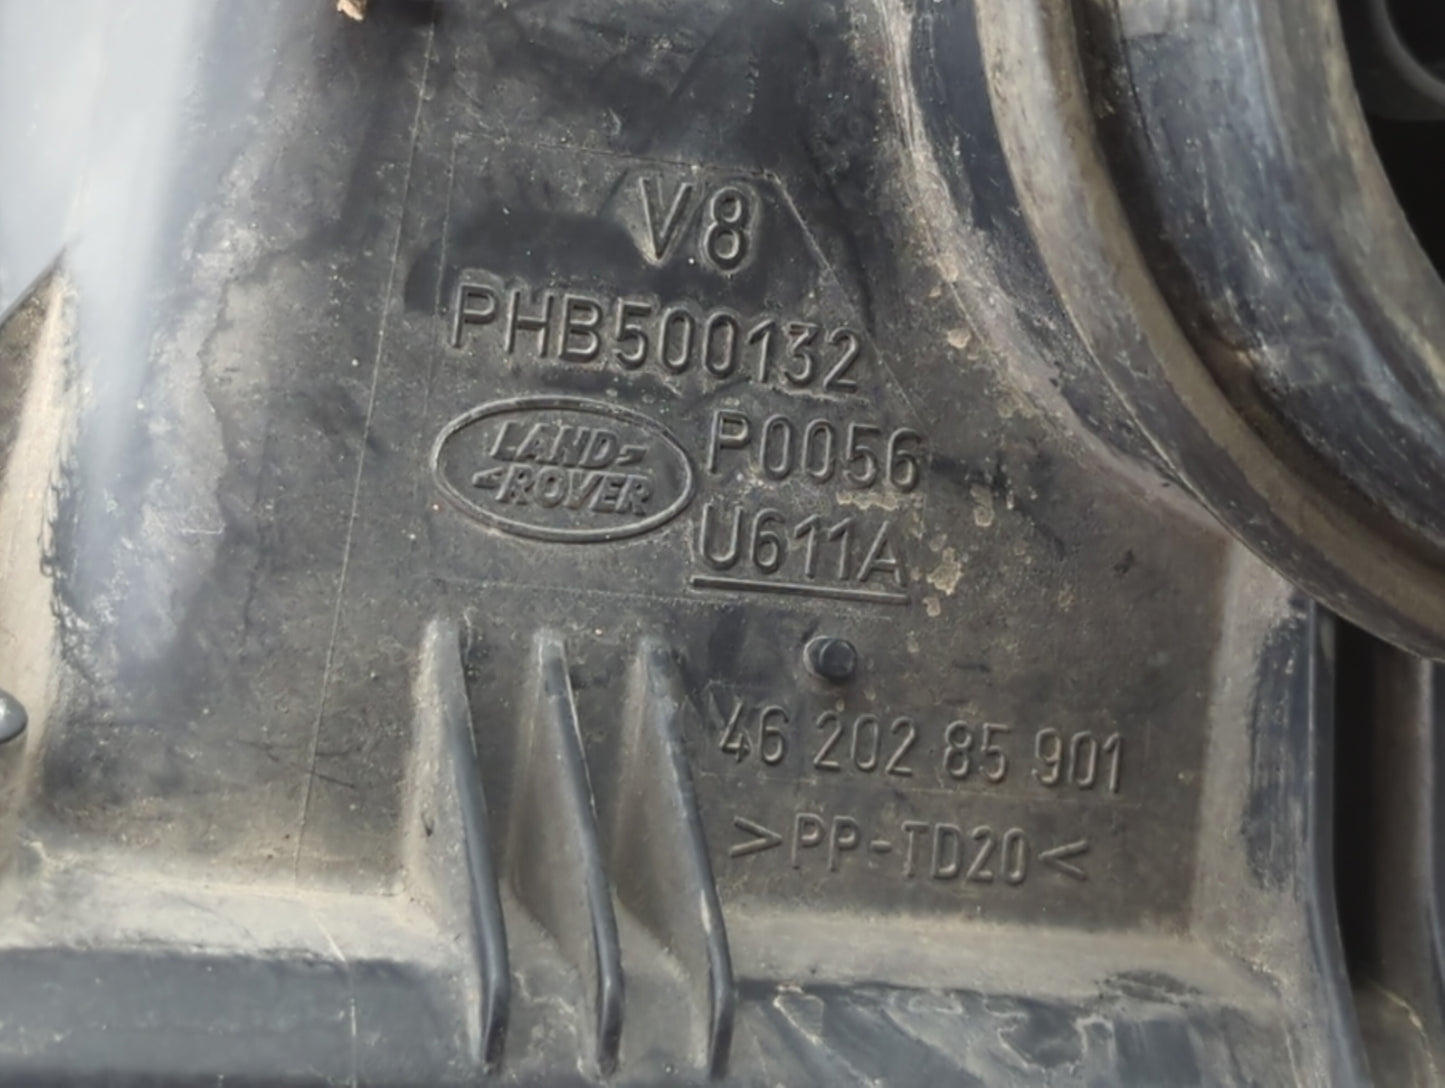 V8
PHB500132
LAND
ROVER
P0056
U611A
46 202 85 901
>PP-TD20<